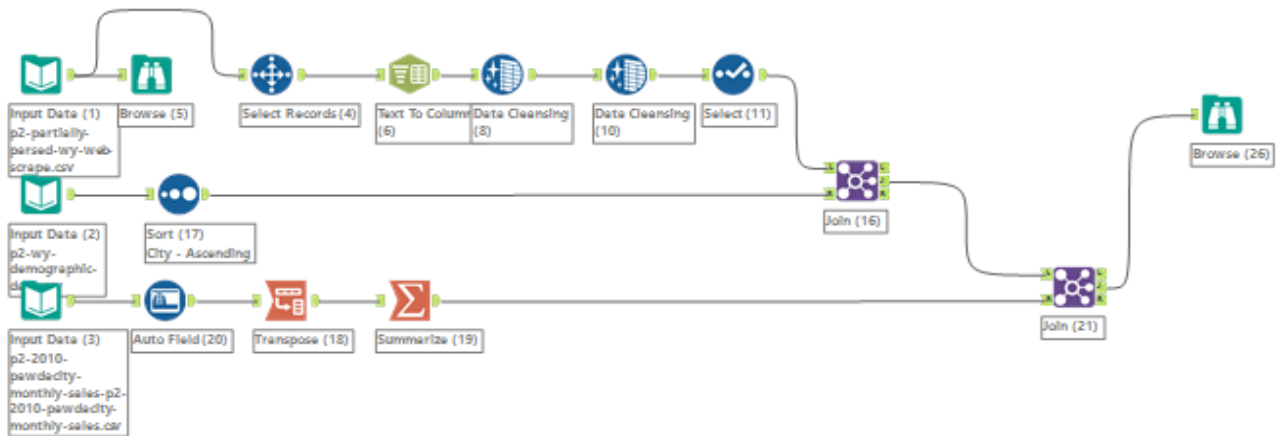 Input Data (1)
p2-partially-
parsed-wy-web-
scrape.csv
Browse (5)
Select Records (4)
Text To Column
(6)
Data Cleansing
(8)
Data Cleansing
(10)
Select (11)
Browse (26)
Input Data (2)
p2-wy-
demographic-
Sort (17)
City - Ascending
Join (16)
Input Data (3)
p2-2010-
pawdacity-
monthly-sales-p2-
2010-pawdacity-
monthly-sales.csv
Auto Field (20)
Transpose (18)
Summarize (19)
Join (21)